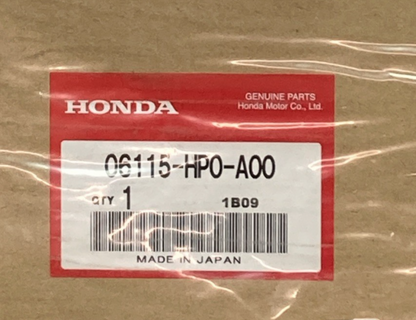 HONDA
GENUINE PARTS
Honda Motor Co., Ltd.
06115-HP0-A00
QTY 1 1B09
MADE IN JAPAN